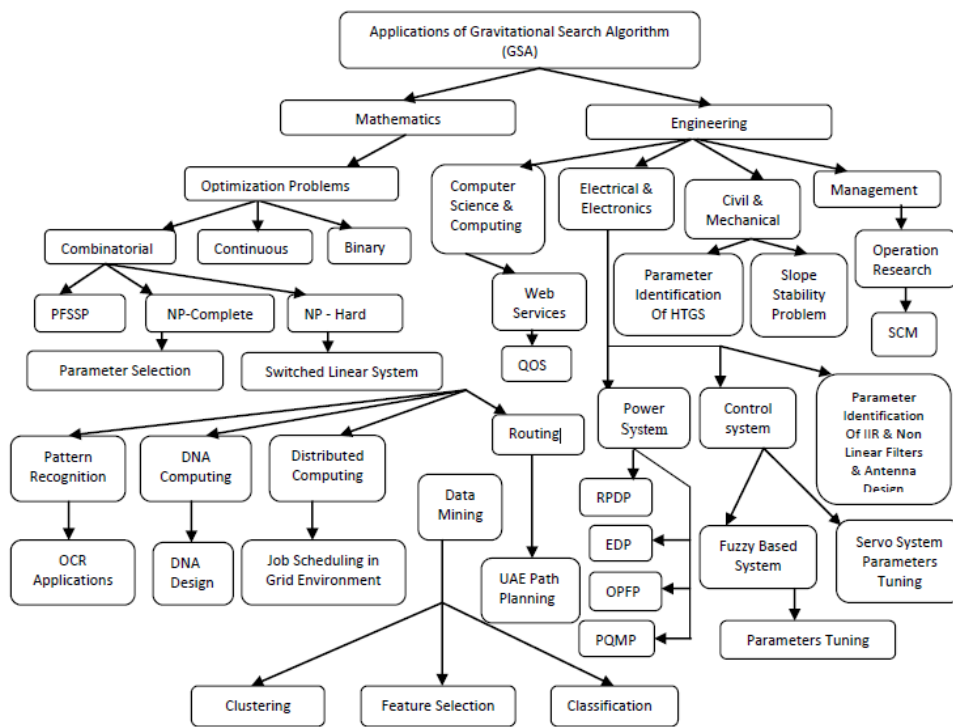 Applications of Gravitational Search Algorithm
(GSA)
Mathematics
Engineering
Optimization Problems
Computer
Science &
Computing
Electrical &
Electronics
Civil &
Mechanical
Management
Combinatorial
Continuous
Binary
Operation
Research
Parameter
Identification
Of HTGS
Slope
Stability
Problem
PFSSP
NP-Complete
NP - Hard
Web
Services
SCM
Parameter Selection
Switched Linear System
QOS
Pattern
Recognition
DNA
Computing
Distributed
Computing
Routing
Power
System
Control
system
Parameter
Identification
Of IIR & Non
Linear Filters
& Antenna
Design
Data
Mining
RPDP
OCR
Applications
DNA
Design
Job Scheduling in
Grid Environment
UAE Path
Planning
EDP
OPFP
PQMP
Fuzzy Based
System
Servo System
Parameters
Tuning
Parameters Tuning
Clustering
Feature Selection
Classification